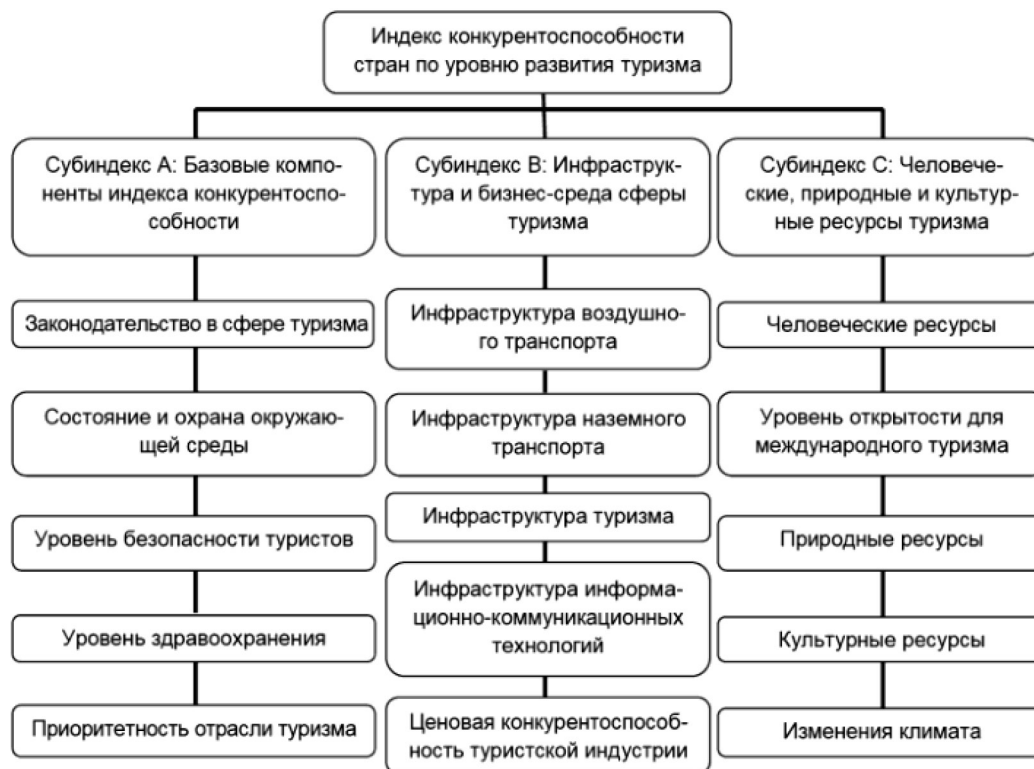 Индекс конкурентоспособности
стран по уровню развития туризма
Субиндекс А: Базовые компо-
ненты индекса конкурентоспо-
собности
Законодательство в сфере туризма
Состояние и охрана окружаю-
щей среды
Уровень безопасности туристов
Уровень здравоохранения
Приоритетность отрасли туризма
Субиндекс В: Инфраструк-
тура и бизнес-среда сферы
туризма
Инфраструктура воздушно-
го транспорта
Инфраструктура наземного
транспорта
Инфраструктура туризма
Инфраструктура информа-
ционно-коммуникационных
технологий
Ценовая конкурентоспособ-
ность туристской индустрии
Субиндекс С: Человече-
ские, природные и культур-
ные ресурсы туризма
Человеческие ресурсы
Уровень открытости для
международного туризма
Природные ресурсы
Культурные ресурсы
Изменения климата